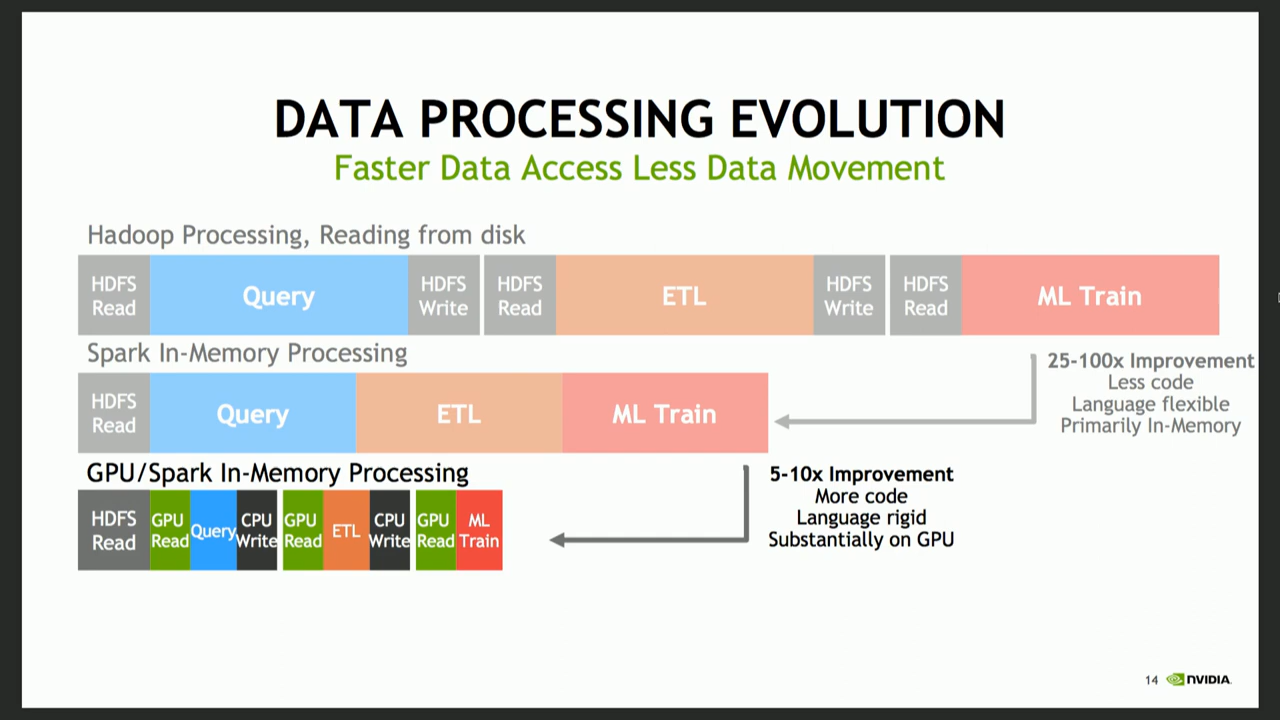 DATA PROCESSING EVOLUTION
Faster Data Access Less Data Movement
Hadoop Processing, Reading from disk
HDFS Read
Query
HDFS Write
HDFS Read
ETL
HDFS Write
HDFS Read
ML Train
Spark In-Memory Processing
25-100x Improvement
Less code
Language flexible
Primarily In-Memory
HDFS Read
Query
ETL
ML Train
GPU/Spark In-Memory Processing
5-10x Improvement
More code
Language rigid
Substantially on GPU
HDFS Read
GPU Read
Query
CPU Write
GPU Read
ETL
CPU Write
GPU Read
ML Train
14
NVIDIA.